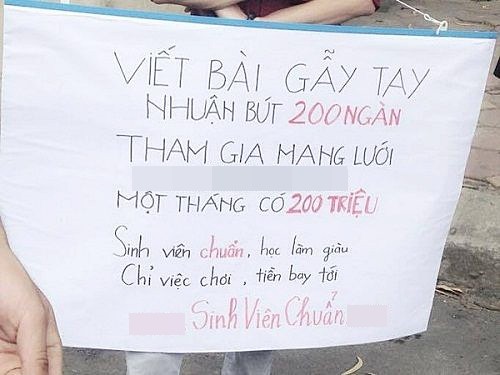 VIẾT BÀI GẪY TAY
NHUẬN BÚT 200 NGÀN
THAM GIA MANG LƯỚI
MỘT THÁNG CÓ 200 TRIỆU
Sinh viên chuẩn, học làm giàu
Chỉ việc chơi, tiền bay tới
Sinh Viên Chuẩn